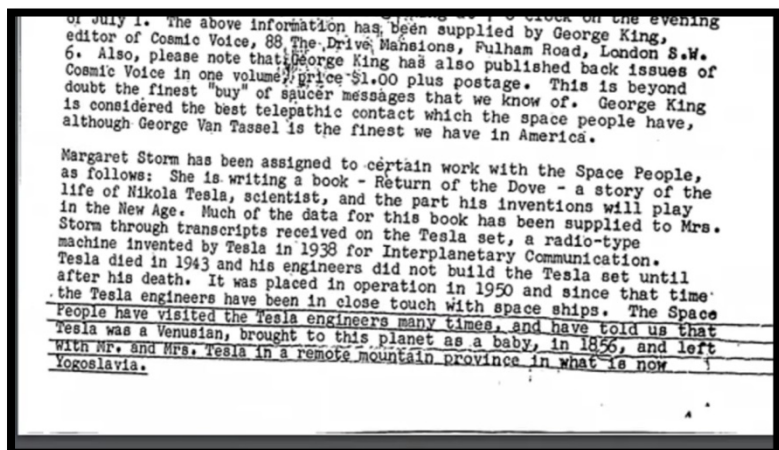 of July 1. The above information has been supplied by George King,
editor of Cosmic Voice, 88 The Drive Mansions, Fulham Road, London S.W.
6. Also, please note that George King has also published back issues of
Cosmic Voice in one volume, price $1.00 plus postage. This is beyond
doubt the finest "buy" of saucer messages that we know of. George King
is considered the best telepathic contact which the space people have,
although George Van Tassel is the finest we have in America.
Margaret Storm has been assigned to certain work with the Space People,
as follows: She is writing a book - Return of the Dove - a story of the
life of Nikola Tesla, scientist, and the part his inventions will play
in the New Age. Much of the data for this book has been supplied to Mrs.
Storm through transcripts received on the Tesla set, a radio-type
machine invented by Tesla in 1938 for Interplanetary Communication.
Tesla died in 1943 and his engineers did not build the Tesla set until
after his death. It was placed in operation in 1950 and since that time
the Tesla engineers have been in close touch with space ships. The Space
People have visited the Tesla engineers many times, and have told us that
Tesla was a Venusian, brought to this planet as a baby, in 1856, and left
with Mr. and Mrs. Tesla in a remote mountain province in what is now
Yogoslavia.